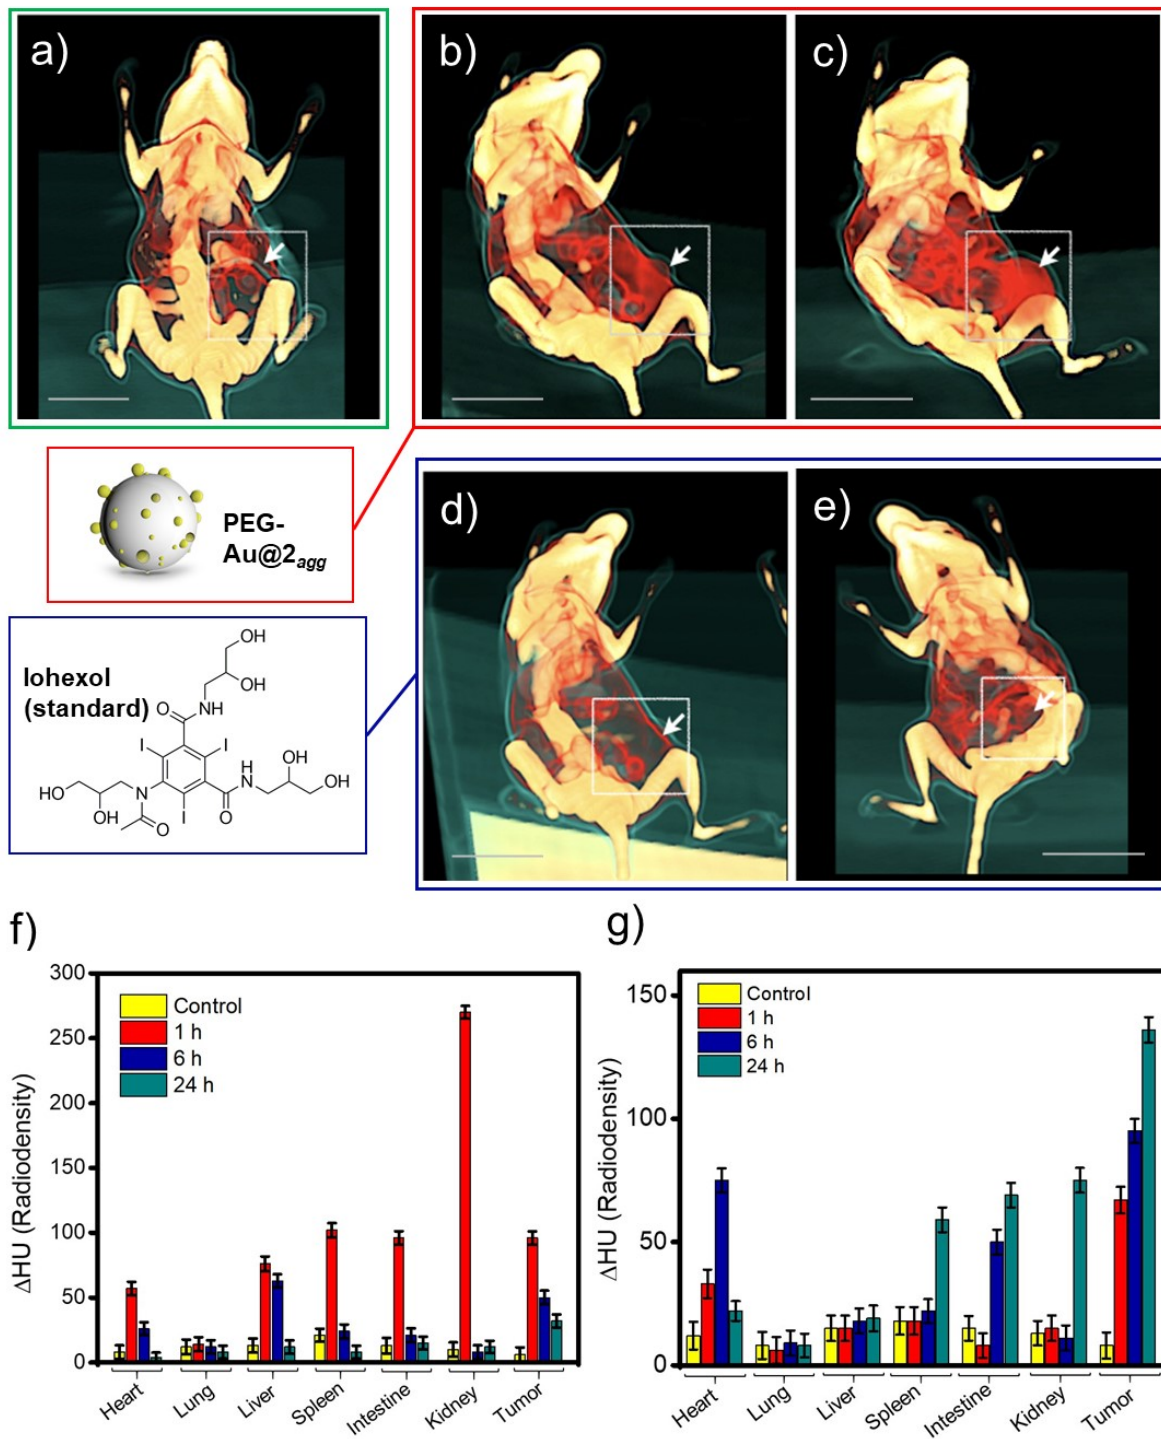 a)
b)
c)
PEG-
Au@2agg
d)
e)
Iohexol
(standard)
OH
OH
O
NH
I
I
OH
H
N
OH
HO
N
OH
O
I
O
f)
g)
300
250
200
150
100
50
0
ΔHU (Radiodensity)
Control
1 h
6 h
24 h
Heart
Lung
Liver
Spleen
Intestine
Kidney
Tumor
150
100
50
0
ΔHU (Radiodensity)
Control
1 h
6 h
24 h
Heart
Lung
Liver
Spleen
Intestine
Kidney
Tumor